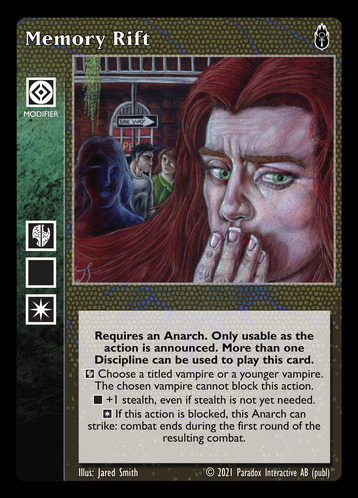 Memory Rift
MODIFIER
ONE WAY
Requires an Anarch. Only usable as the
action is announced. More than one
Discipline can be used to play this card.
Choose a titled vampire or a younger vampire.
The chosen vampire cannot block this action.
+1 stealth, even if stealth is not yet needed.
If this action is blocked, this Anarch can
strike: combat ends during the first round of the
resulting combat.
Illus: Jared Smith © 2021 Paradox Interactive AB (publ)